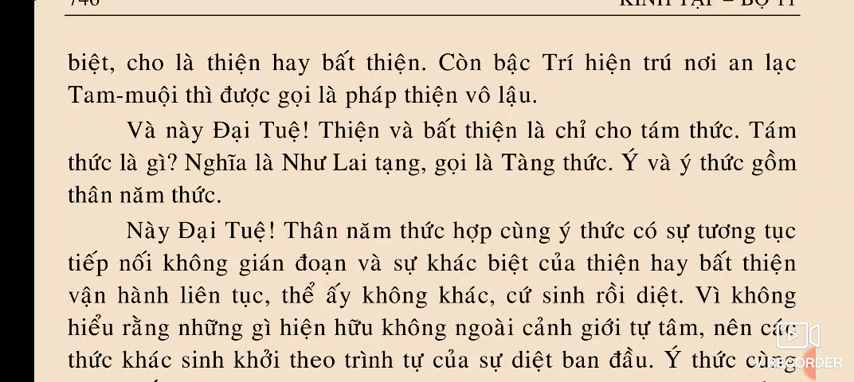 746 KINH TẬP – BỘ 11
biệt, cho là thiện hay bất thiện. Còn bậc Trí hiện trú nơi an lạc
Tam-muội thì được gọi là pháp thiện vô lậu.
Và này Đại Tuệ! Thiện và bất thiện là chỉ cho tám thức. Tám
thức là gì? Nghĩa là Như Lai tạng, gọi là Tàng thức. Ý và ý thức gồm
thân năm thức.
Này Đại Tuệ! Thân năm thức hợp cùng ý thức có sự tương tục
tiếp nối không gián đoạn và sự khác biệt của thiện hay bất thiện
vận hành liên tục, thể ấy không khác, cứ sinh rồi diệt. Vì không
hiểu rằng những gì hiện hữu không ngoài cảnh giới tự tâm, nên các
thức khác sinh khởi theo trình tự của sự diệt ban đầu. Ý thức cùng
V.RECORDER